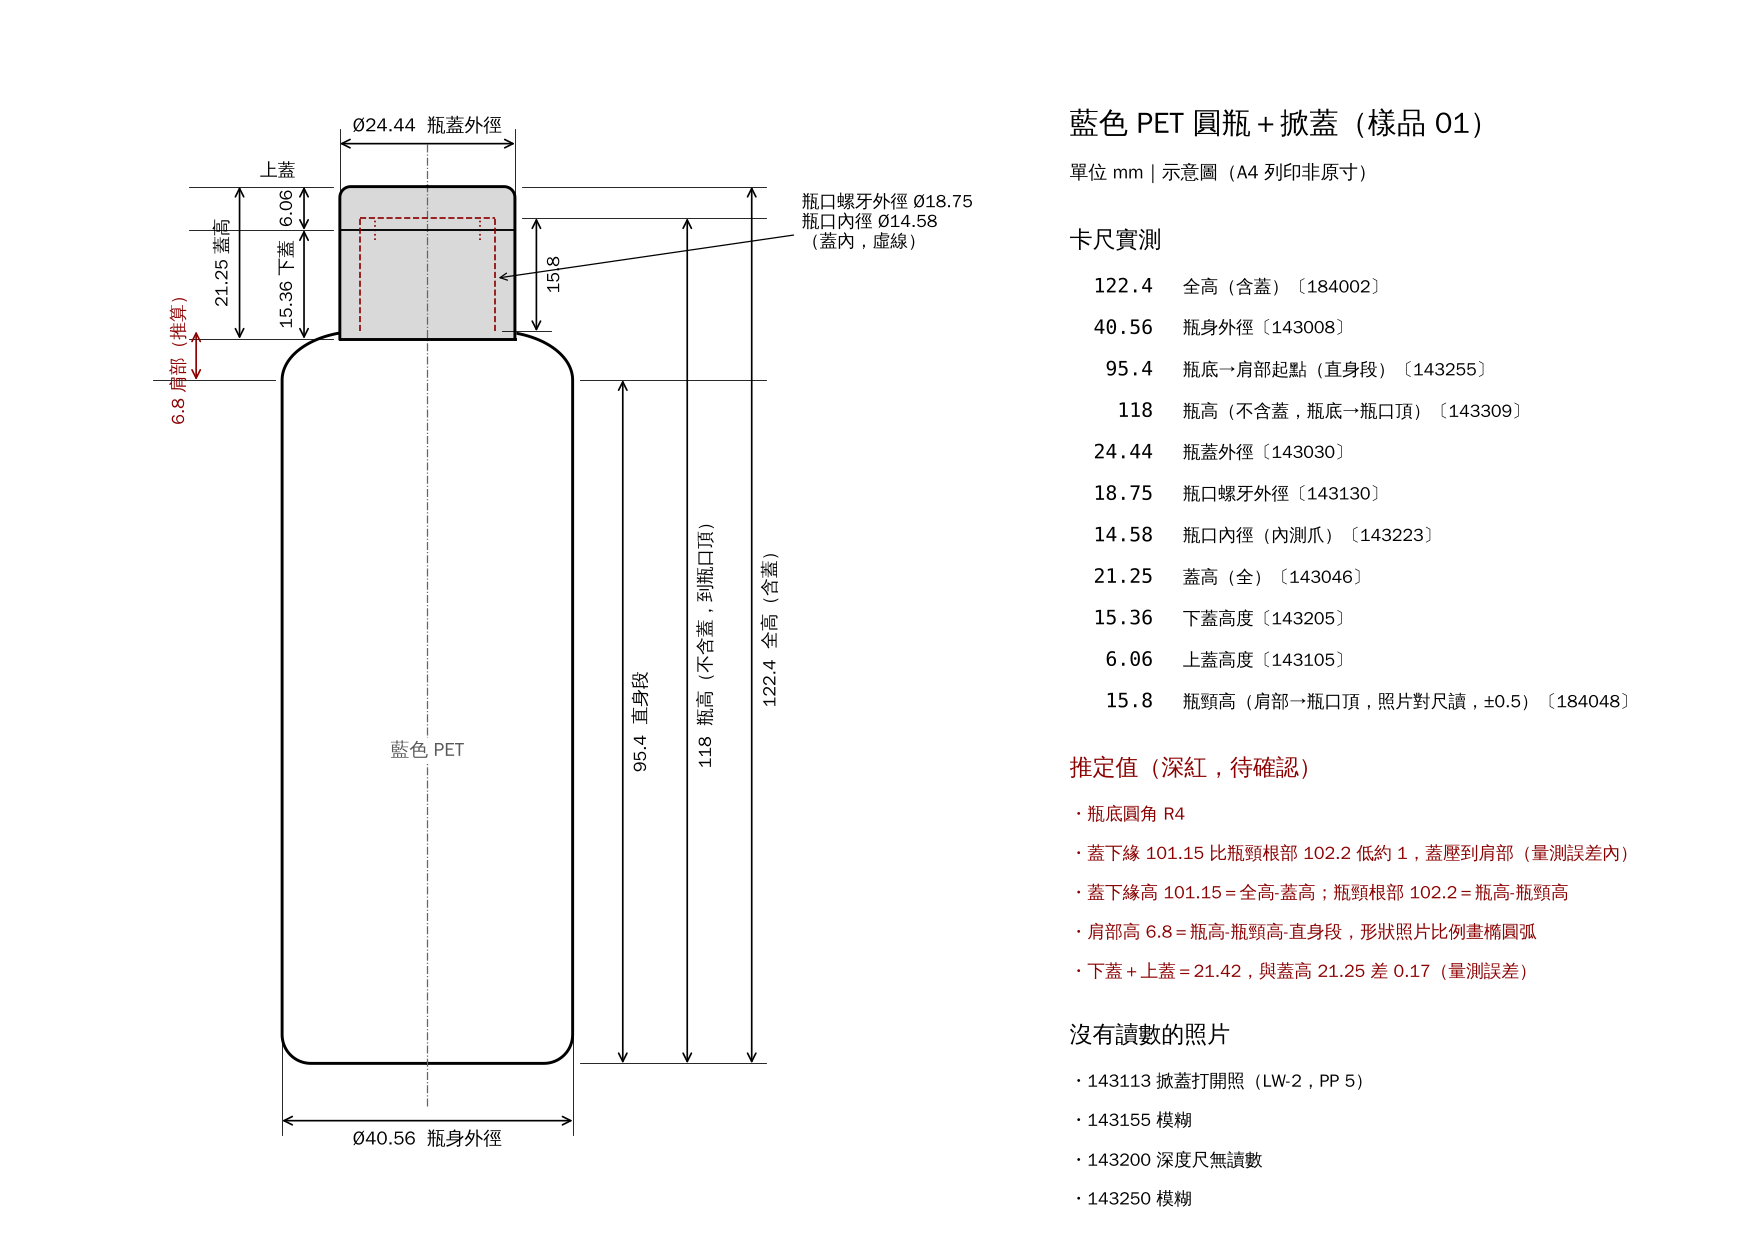 Ø24.44 瓶蓋外徑
上蓋
6.06
21.25 蓋高
15.36 下蓋
6.8 肩部（推算）
15.8
瓶口螺牙外徑 Ø18.75
瓶口內徑 Ø14.58
（蓋內，虛線）
95.4 直身段
118 瓶高（不含蓋，到瓶口頂）
122.4 全高（含蓋）
藍色 PET
Ø40.56 瓶身外徑
藍色 PET 圓瓶＋掀蓋（樣品 01）
單位 mm｜示意圖（A4 列印非原寸）
卡尺實測
122.4 全高（含蓋）〔184002〕
40.56 瓶身外徑〔143008〕
95.4 瓶底→肩部起點（直身段）〔143255〕
118 瓶高（不含蓋，瓶底→瓶口頂）〔143309〕
24.44 瓶蓋外徑〔143030〕
18.75 瓶口螺牙外徑〔143130〕
14.58 瓶口內徑（內測爪）〔143223〕
21.25 蓋高（全）〔143046〕
15.36 下蓋高度〔143205〕
6.06 上蓋高度〔143105〕
15.8 瓶頸高（肩部→瓶口頂，照片對尺讀，±0.5）〔184048〕
推定值（深紅，待確認）
・瓶底圓角 R4
・蓋下緣 101.15 比瓶頸根部 102.2 低約 1，蓋壓到肩部（量測誤差內）
・蓋下緣高 101.15＝全高-蓋高；瓶頸根部 102.2＝瓶高-瓶頸高
・肩部高 6.8＝瓶高-瓶頸高-直身段，形狀照片比例畫橢圓弧
・下蓋＋上蓋＝21.42，與蓋高 21.25 差 0.17（量測誤差）
沒有讀數的照片
・143113 掀蓋打開照（LW-2，PP 5）
・143155 模糊
・143200 深度尺無讀數
・143250 模糊